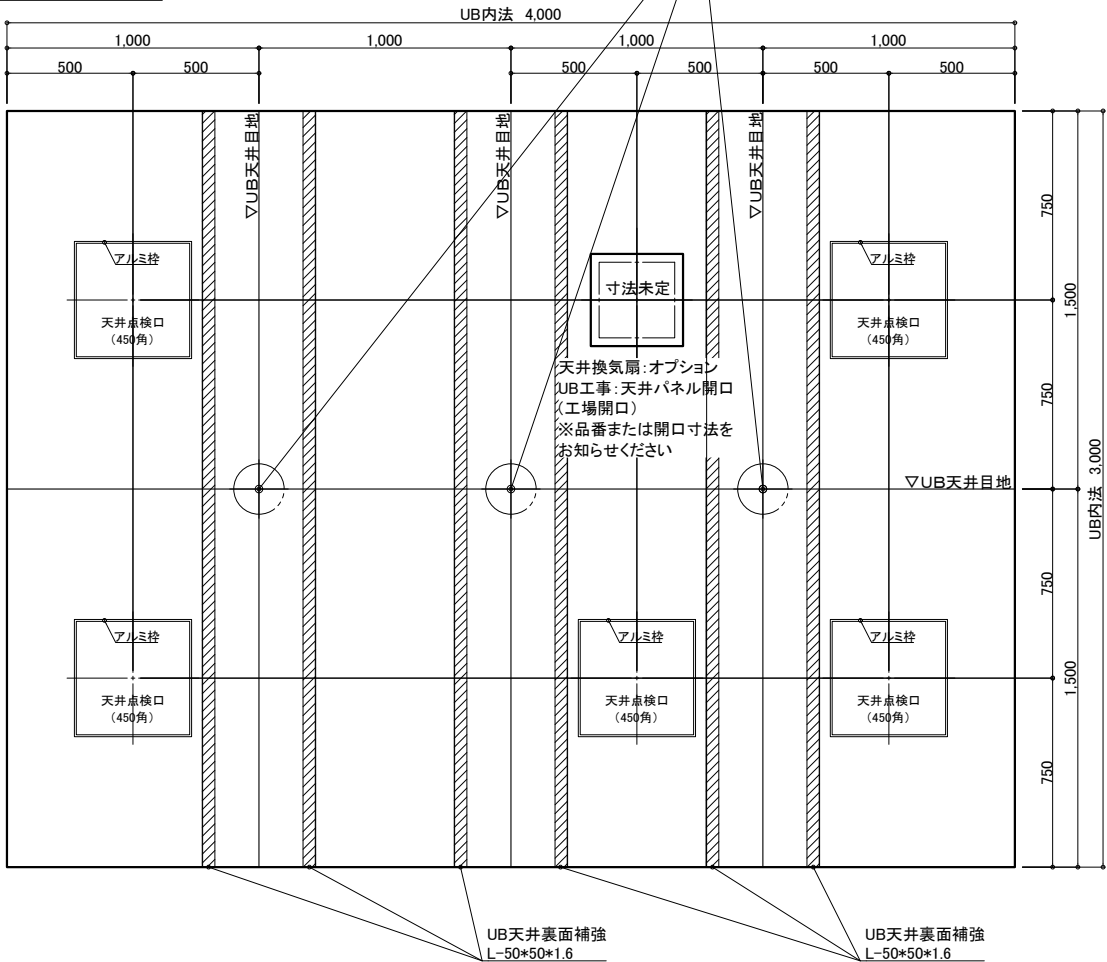 UB内法 4,000
1,000
1,000
1,000
1,000
500
500
500
500
500
500
▽UB天井目地
▽UB天井目地
▽UB天井目地
アルミ枠
天井点検口
(450角)
寸法未定
アルミ枠
天井点検口
(450角)
天井換気扇:オプション
UB工事:天井パネル開口
(工場開口)
※品番または開口寸法を
お知らせください
▽UB天井目地
アルミ枠
天井点検口
(450角)
アルミ枠
天井点検口
(450角)
アルミ枠
天井点検口
(450角)
750
750
750
750
1,500
1,500
UB内法 3,000
UB天井裏面補強
L-50*50*1.6
UB天井裏面補強
L-50*50*1.6